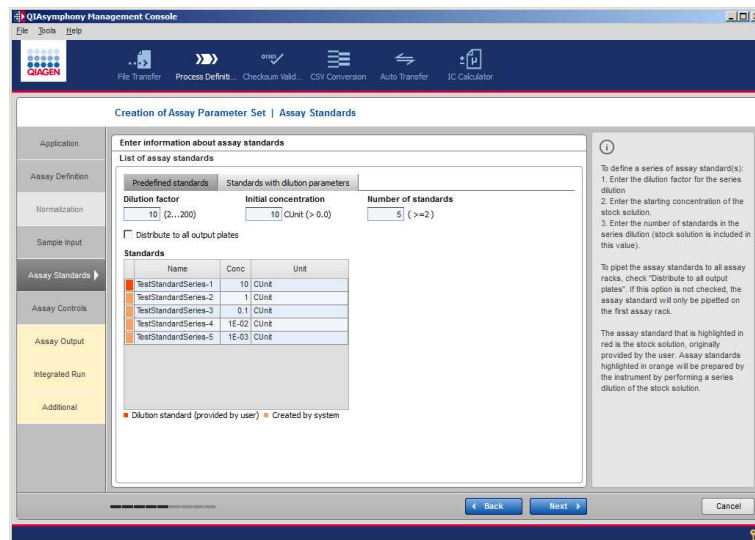 QIAsymphony Management Console
File Tools Help
QIAGEN
File Transfer Process Definiti... Checksum Valid... CSV Conversion Auto Transfer IC Calculator
Creation of Assay Parameter Set | Assay Standards
Application
Assay Definition
Normalization
Sample Input
Assay Standards
Assay Controls
Assay Output
Integrated Run
Additional
Enter information about assay standards
List of assay standards
Predefined standards Standards with dilution parameters
Dilution factor Initial concentration Number of standards
10 (2...200) 10 CUnit (> 0.0) 5 ( >=2 )
Distribute to all output plates
Standards
Name Conc Unit
TestStandardSeries-1 10 CUnit
TestStandardSeries-2 1 CUnit
TestStandardSeries-3 0.1 CUnit
TestStandardSeries-4 1E-02 CUnit
TestStandardSeries-5 1E-03 CUnit
Dilution standard (provided by user) Created by system
To define a series of assay standard(s):
1. Enter the dilution factor for the series
dilution
2. Enter the starting concentration of the
stock solution.
3. Enter the number of standards in the
series dilution (stock solution is included in
this value).
To pipet the assay standards to all assay
racks, check "Distribute to all output
plates". If this option is not checked, the
assay standard will only be pipetted on
the first assay rack.
The assay standard that is highlighted in
red is the stock solution, originally
provided by the user. Assay standards
highlighted in orange will be prepared by
the instrument by performing a series
dilution of the stock solution.
Back Next Cancel